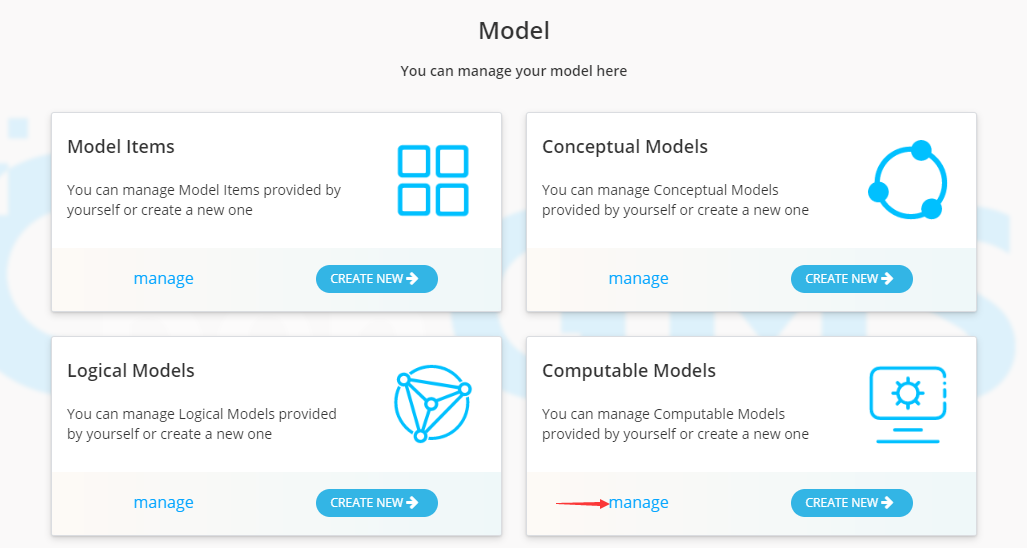 Model
You can manage your model here
Model Items
You can manage Model Items provided by
yourself or create a new one
manage
CREATE NEW
Conceptual Models
You can manage Conceptual Models
provided by yourself or create a new one
manage
CREATE NEW
Logical Models
You can manage Logical Models provided
by yourself or create a new one
manage
CREATE NEW
Computable Models
You can manage Computable Models
provided by yourself or create a new one
manage
CREATE NEW